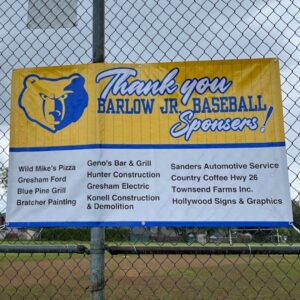 Thank you
BARLOW JR. BASEBALL
Sponsers!
Wild Mike's Pizza
Gresham Ford
Blue Pine Grill
Bratcher Painting
Geno's Bar & Grill
Hunter Construction
Gresham Electric
Konell Construction
& Demolition
Sanders Automotive Service
Country Coffee Hwy 26
Townsend Farms Inc.
Hollywood Signs & Graphics